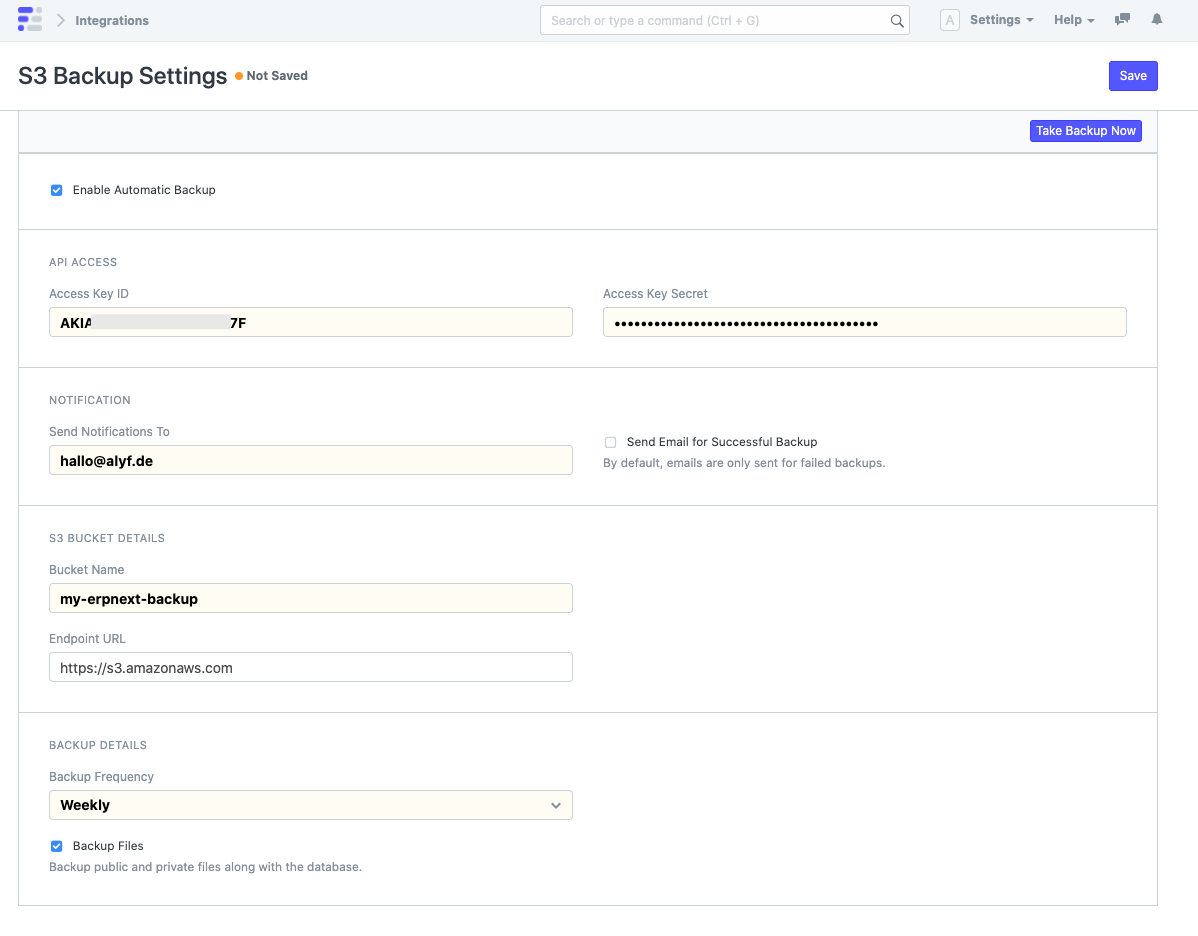 Integrations
Search or type a command (Ctrl + G)
A
Settings
Help
S3 Backup Settings
Not Saved
Save
Take Backup Now
Enable Automatic Backup
API ACCESS
Access Key ID
Access Key Secret
AKIA 7F
••••••••••••••••••••••••••••••••••••••••
NOTIFICATION
Send Notifications To
hallo@alyf.de
Send Email for Successful Backup
By default, emails are only sent for failed backups.
S3 BUCKET DETAILS
Bucket Name
my-erpnext-backup
Endpoint URL
https://s3.amazonaws.com
BACKUP DETAILS
Backup Frequency
Weekly
Backup Files
Backup public and private files along with the database.